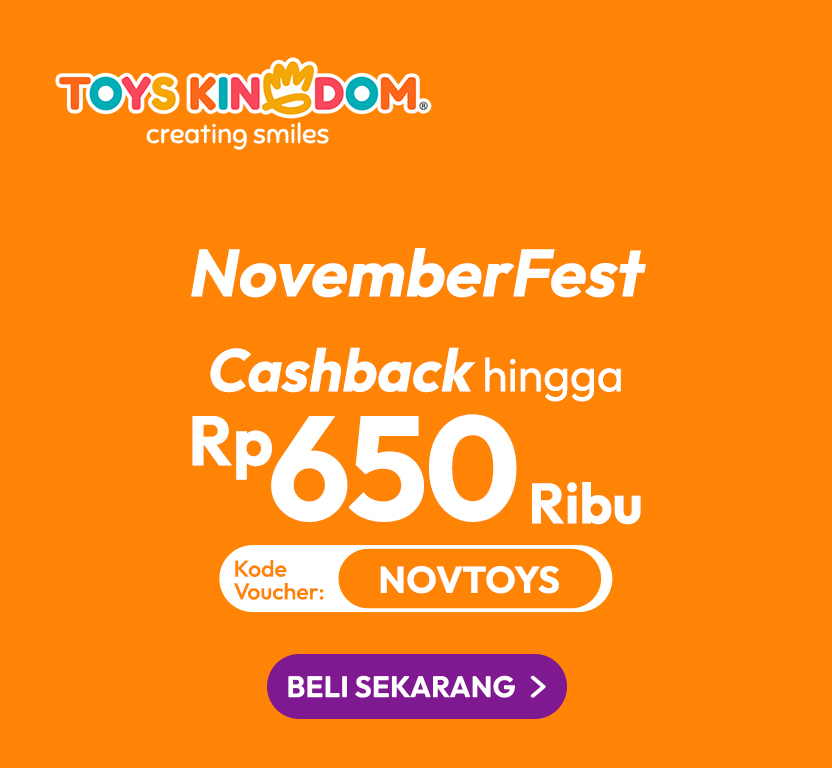 TOYS KINGDOM®
creating smiles
NovemberFest
Cashback hingga
Rp650 Ribu
Kode
Voucher:
NOVTOYS
BELI SEKARANG >